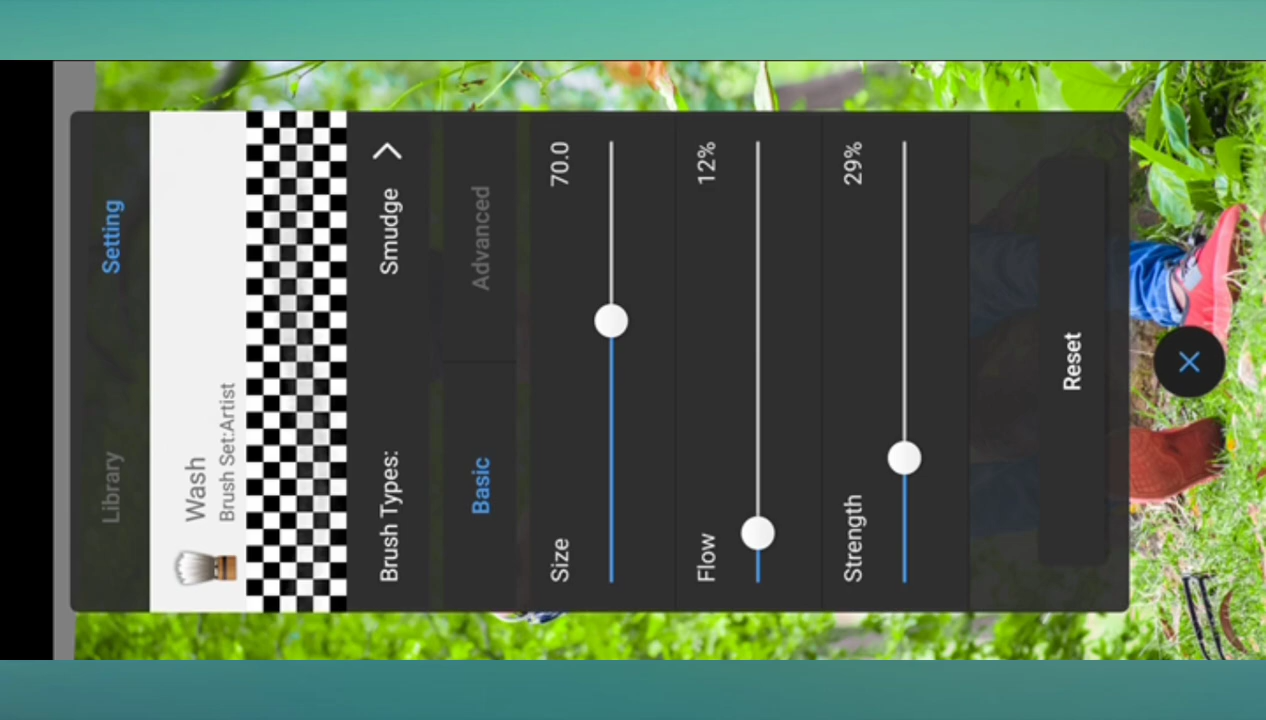 Library Setting
Wash
Brush Set:Artist
Brush Types: Smudge
Basic Advanced
Size 70.0
Flow 12%
Strength 29%
Reset